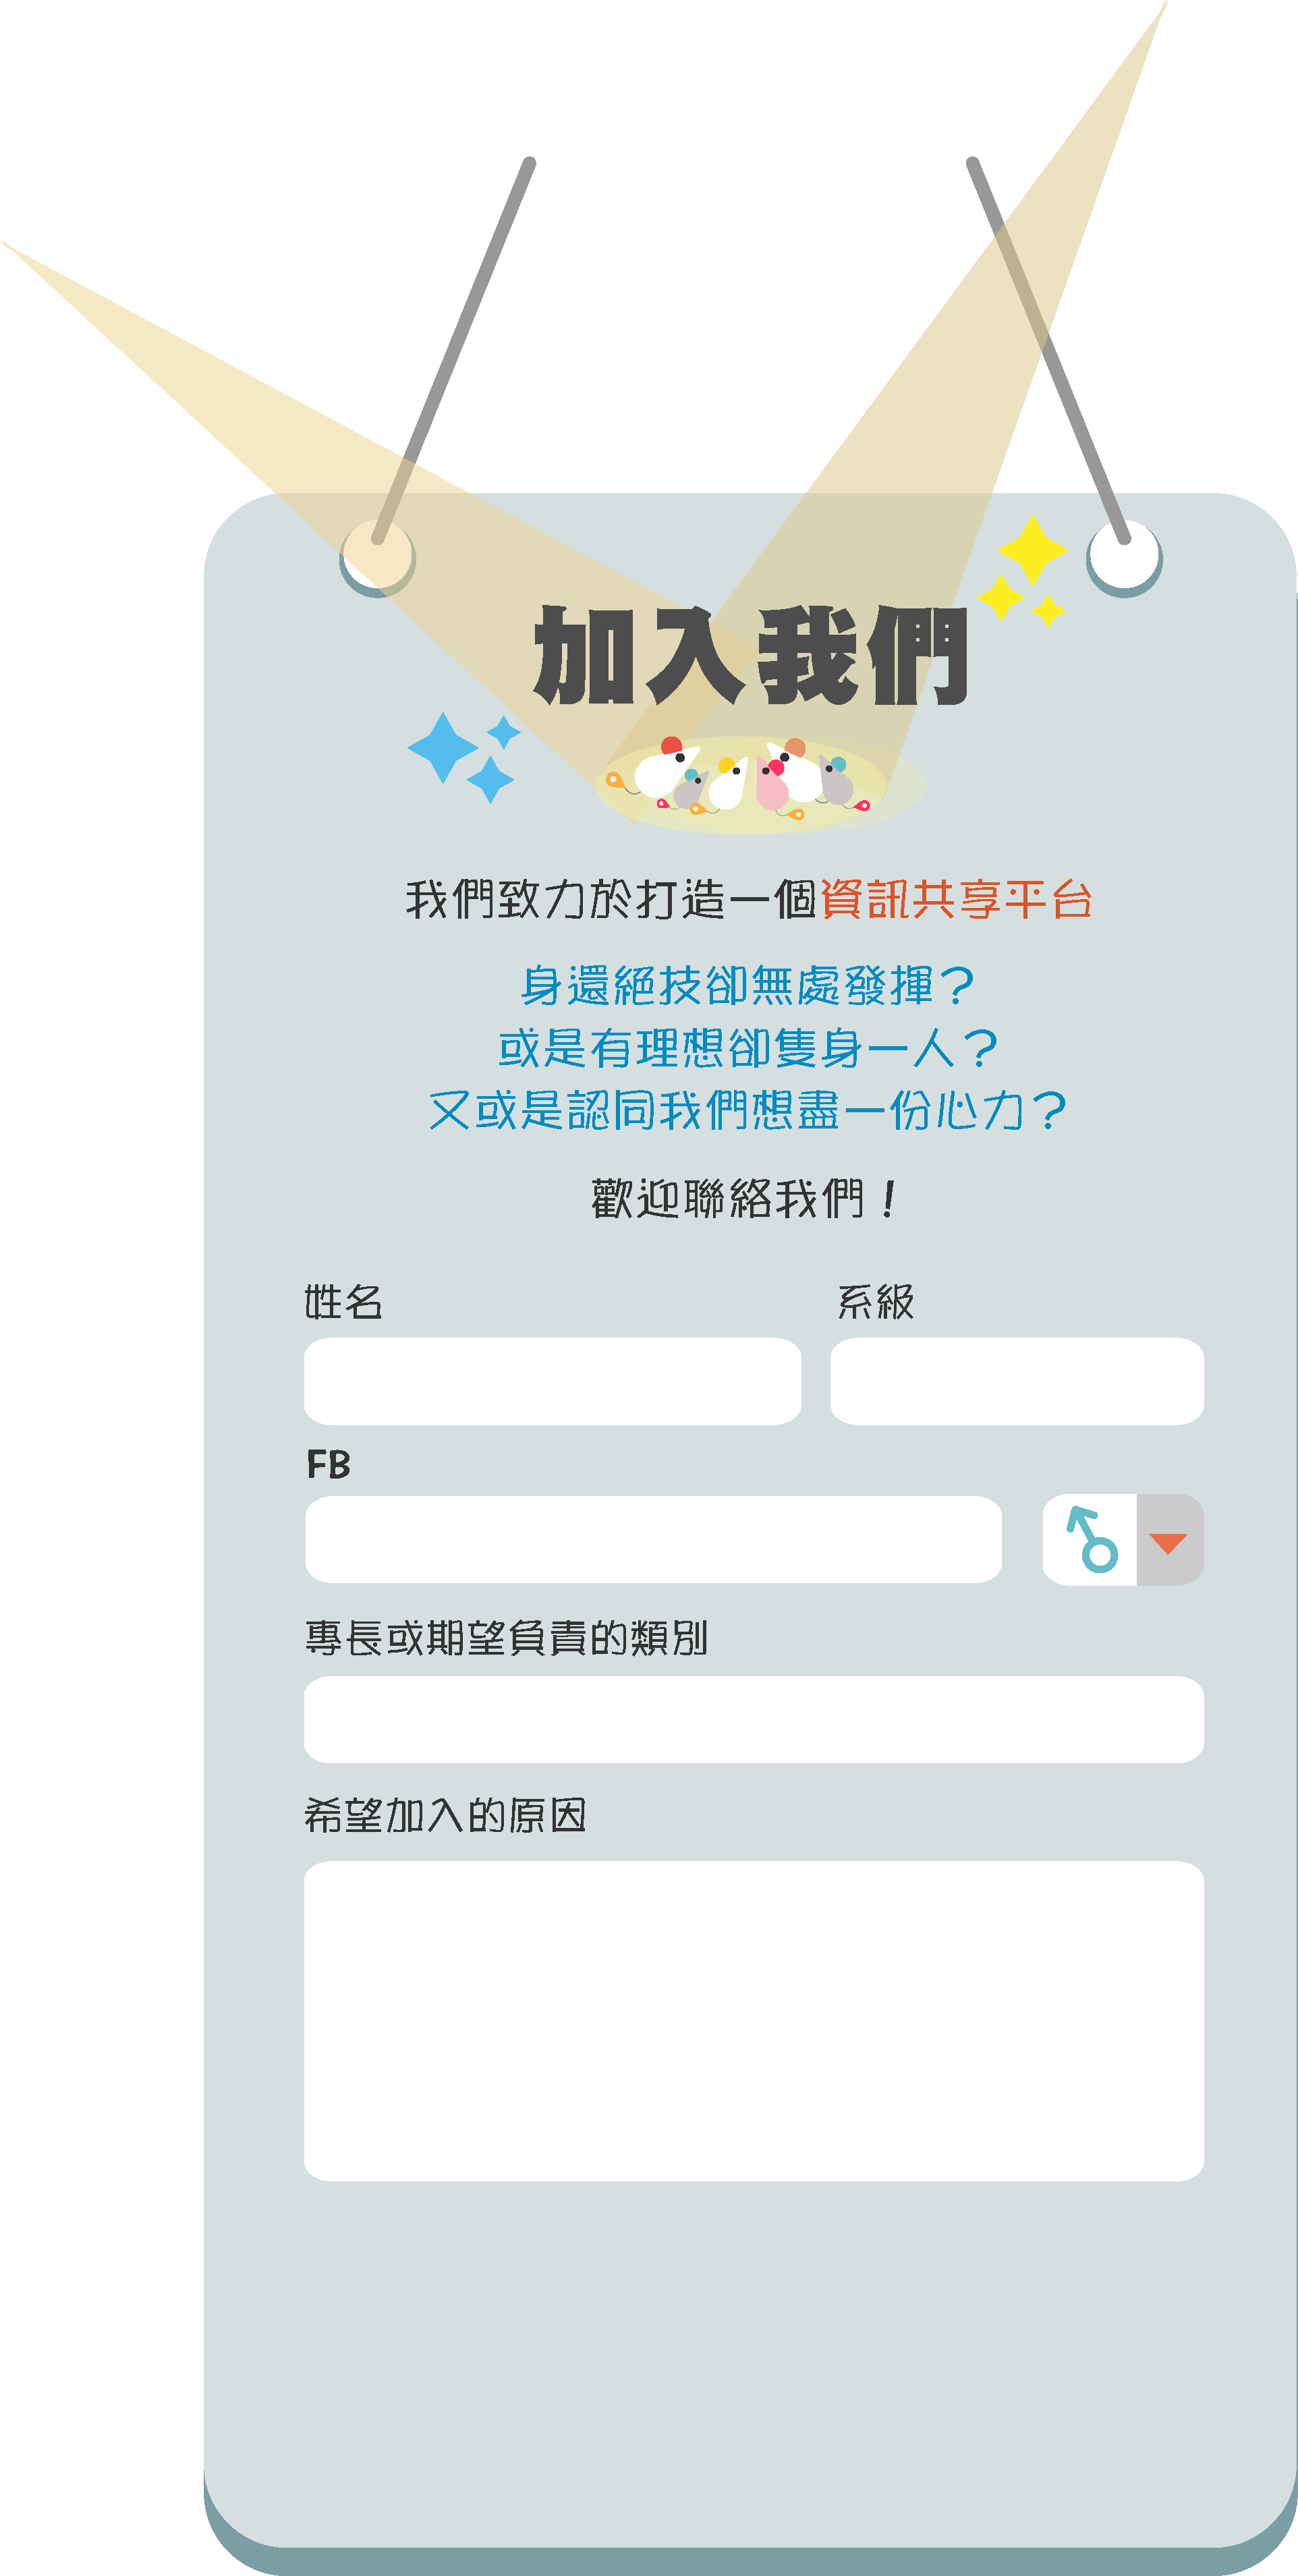 加入我們
我們致力於打造一個資訊共享平台
身還絕技卻無處發揮？
或是有理想卻隻身一人？
又或是認同我們想盡一份心力？
歡迎聯絡我們！
姓名
系級
FB
專長或期望負責的類別
希望加入的原因